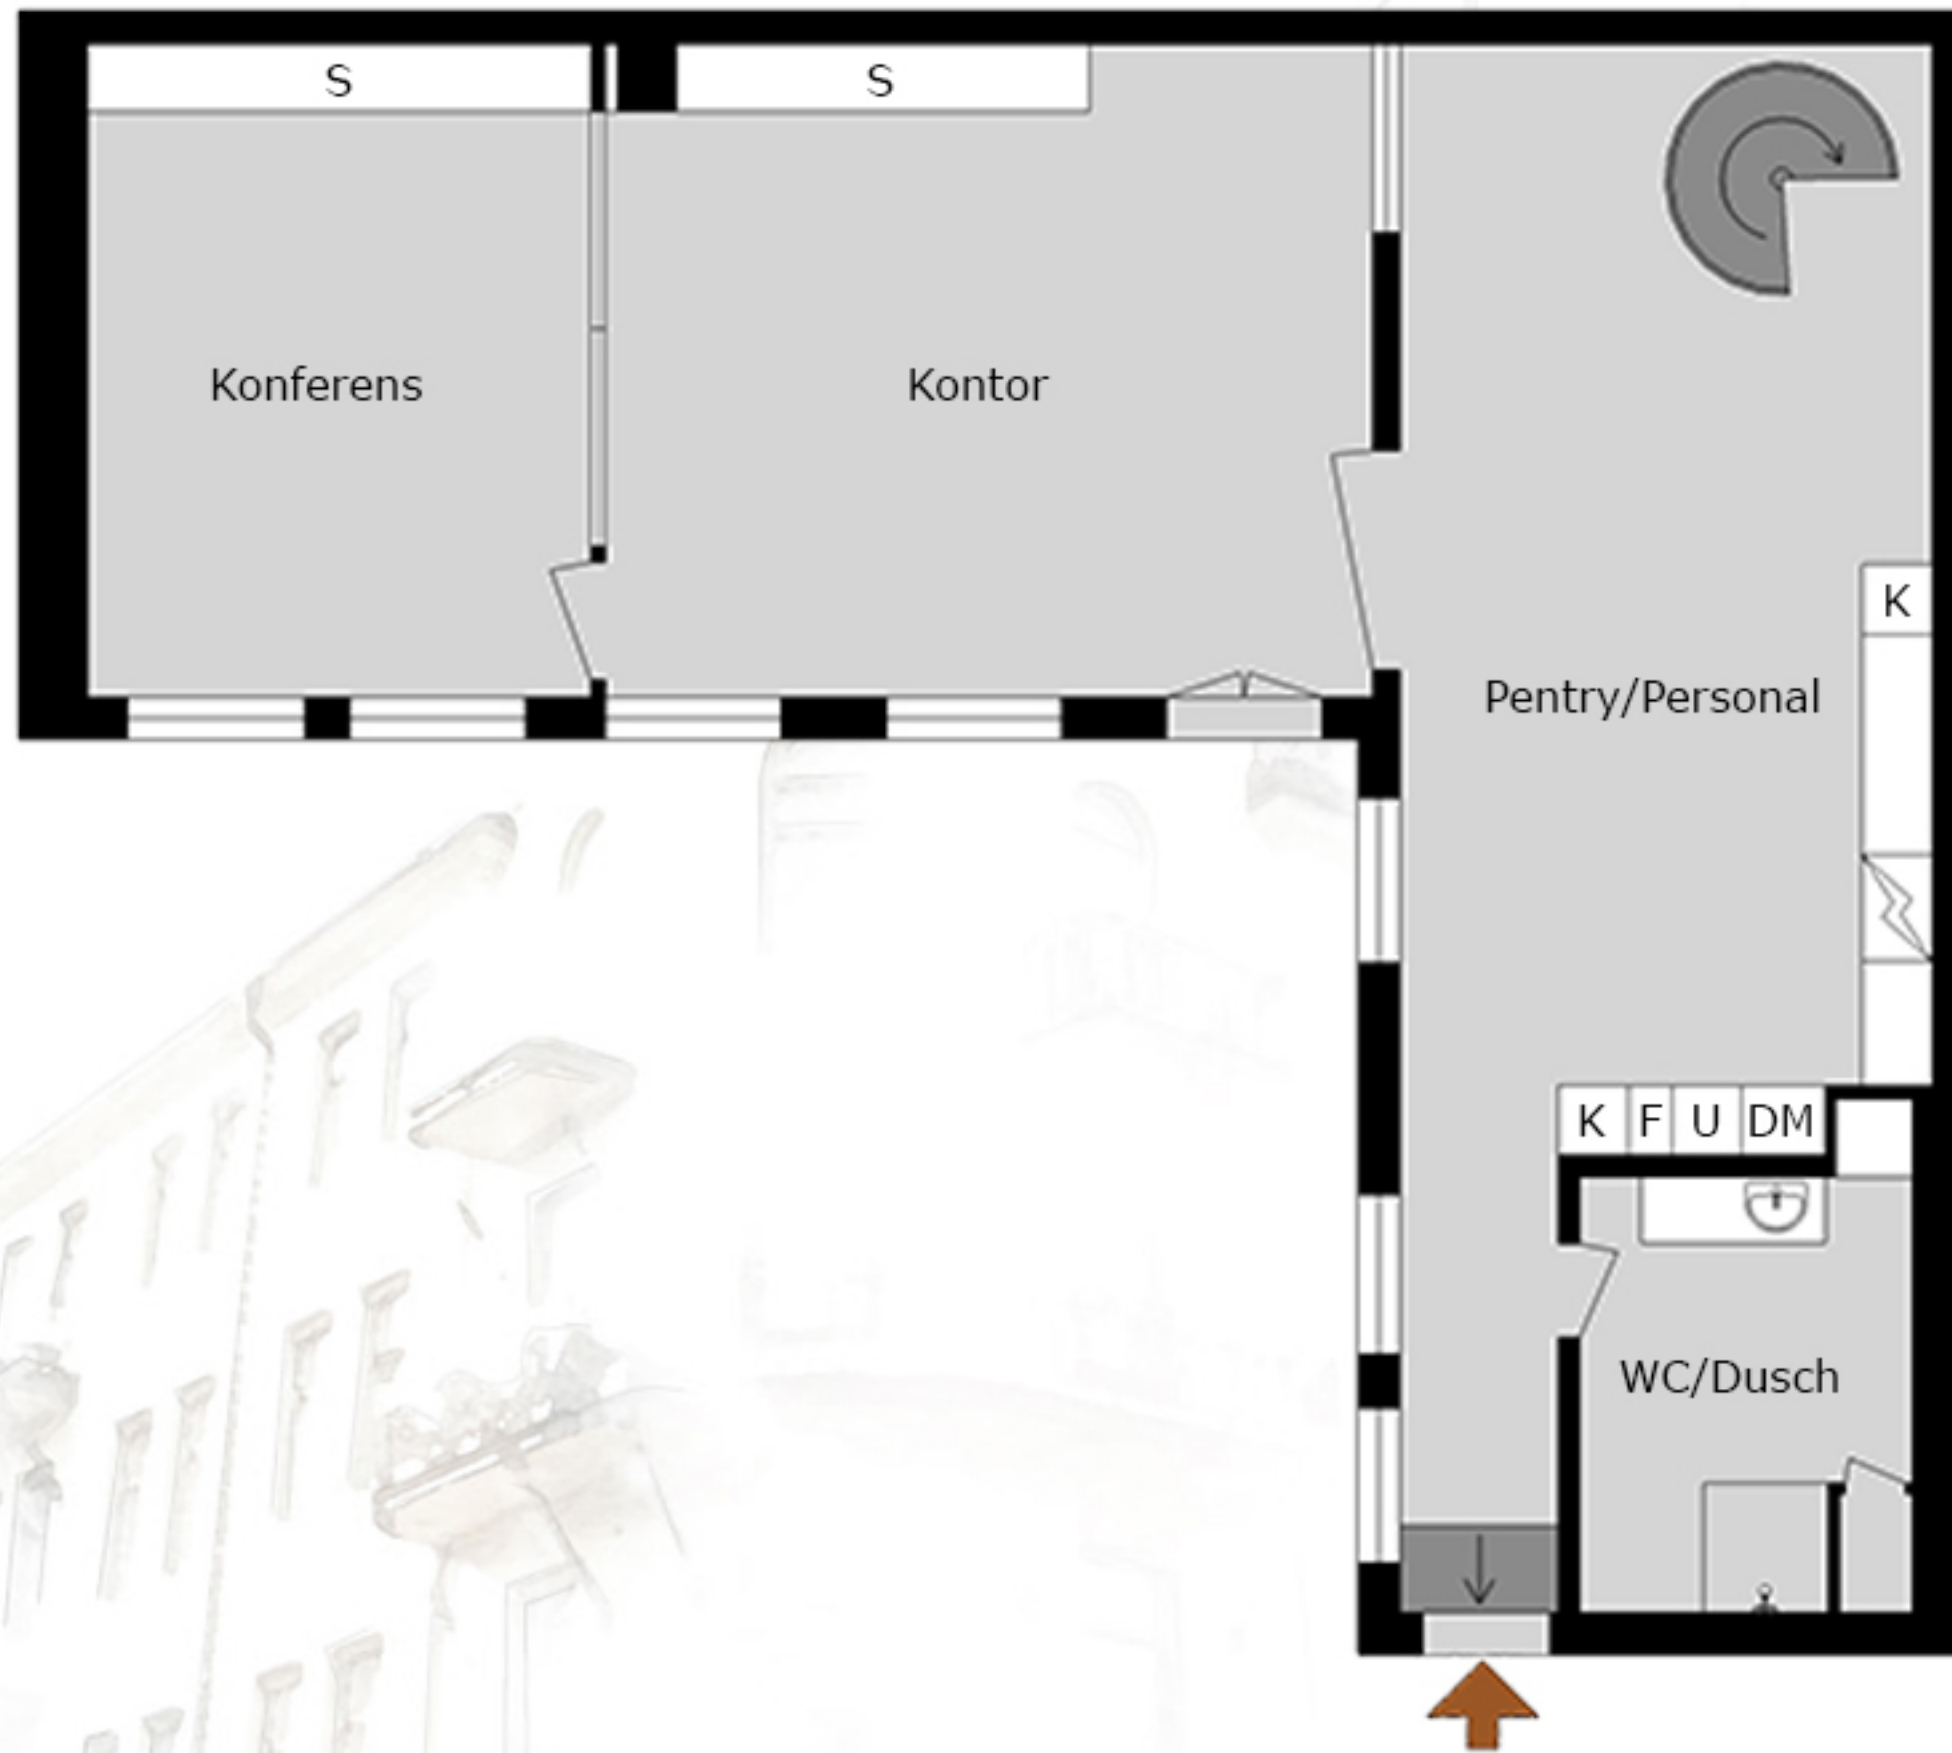 S
S
Konferens
Kontor
K
Pentry/Personal
K F U DM
WC/Dusch